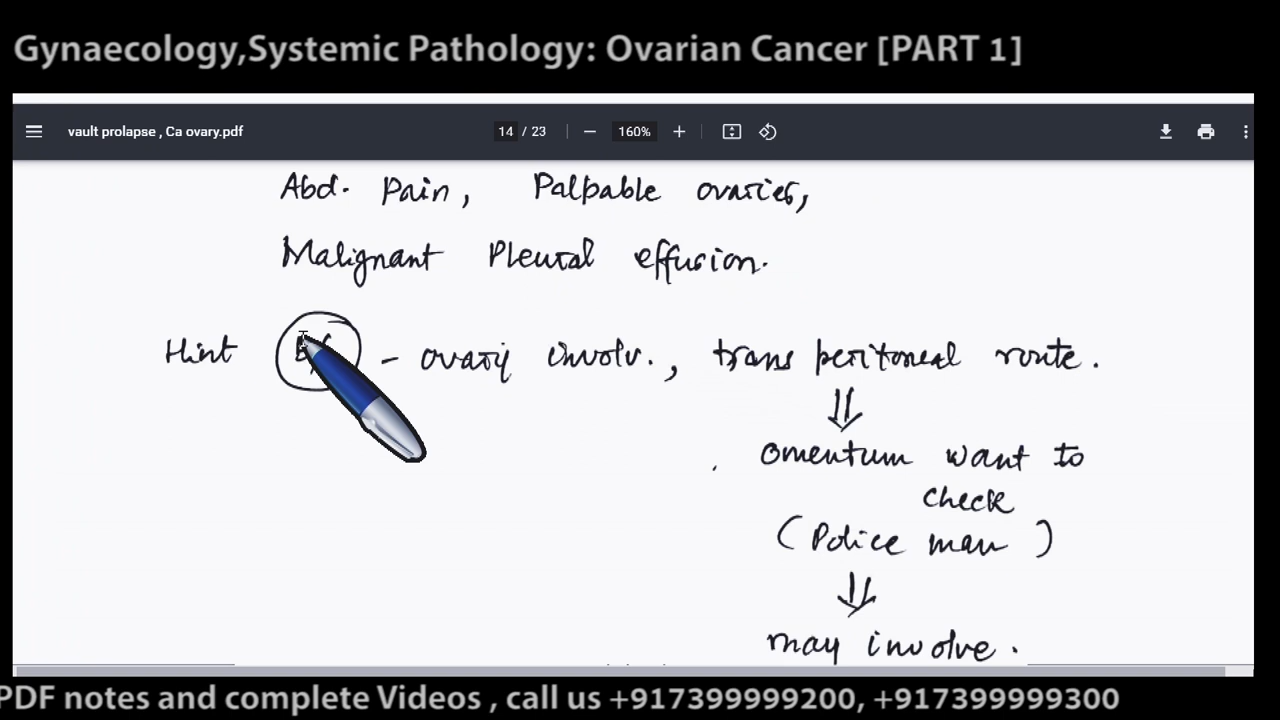 Gynaecology,Systemic Pathology: Ovarian Cancer [PART 1]
vault prolapse , Ca ovary.pdf 14 / 23 160%
Abd. Pain, Palpable ovaries,
Malignant Pleural effusion.
Hint - ovary involv., trans peritoneal route.
omentum want to
check
(Police man)
may involve.
PDF notes and complete Videos , call us +917399999200, +917399999300